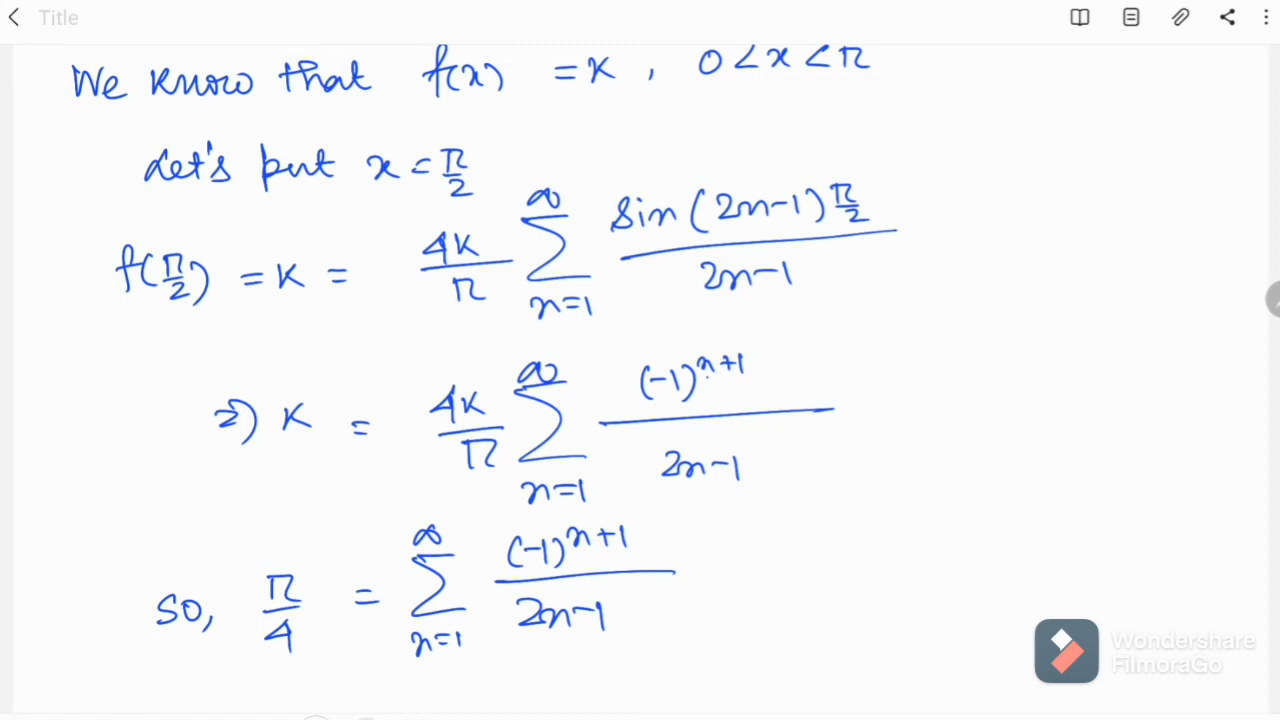 Title
We know that f(x) = K, 0 < x < π
Let's put x = π/2
f(π/2) = K = 4K/π ∞∑n=1 sin(2n-1)π/2 / 2n-1
⇒ K = 4K/π ∞∑n=1 (-1)^n+1 / 2n-1
So, π/4 = ∞∑n=1 (-1)^n+1 / 2n-1
Wondershare
FilmoraGo